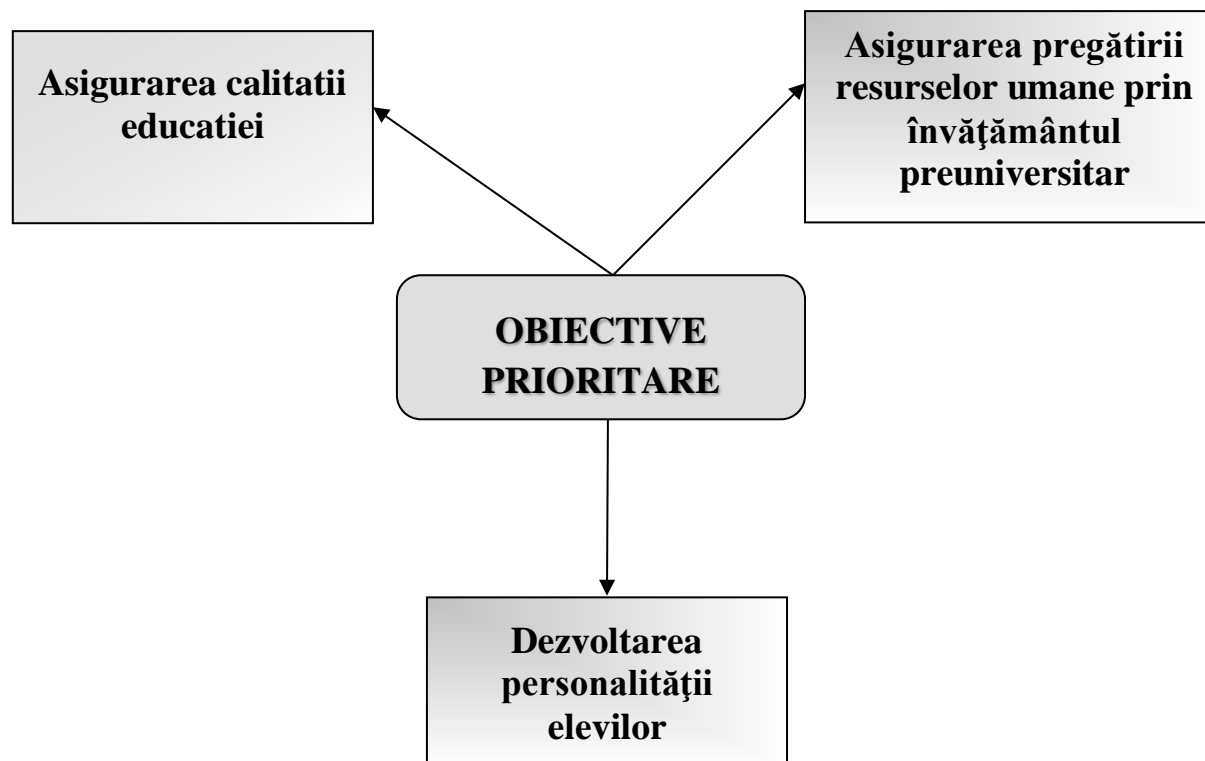 Asigurarea calitatii
educatiei
Asigurarea pregătirii
resurselor umane prin
învăţământul
preuniversitar
OBIECTIVE
PRIORITARE
Dezvoltarea
personalităţii
elevilor